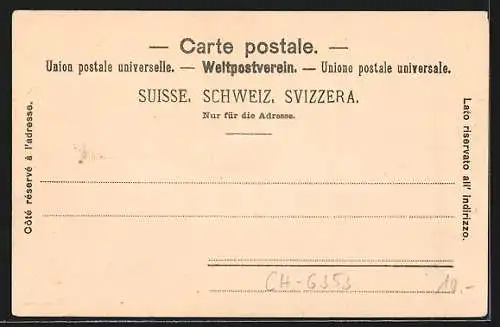 — Carte postale. —
Union postale universelle. — Weltpostverein. — Unione postale universale.
SUISSE. SCHWEIZ. SVIZZERA.
Nur für die Adresse.
Côté réservé à l'adresse.
Lato riservato all' indirizzo.
CH-6353
10.-